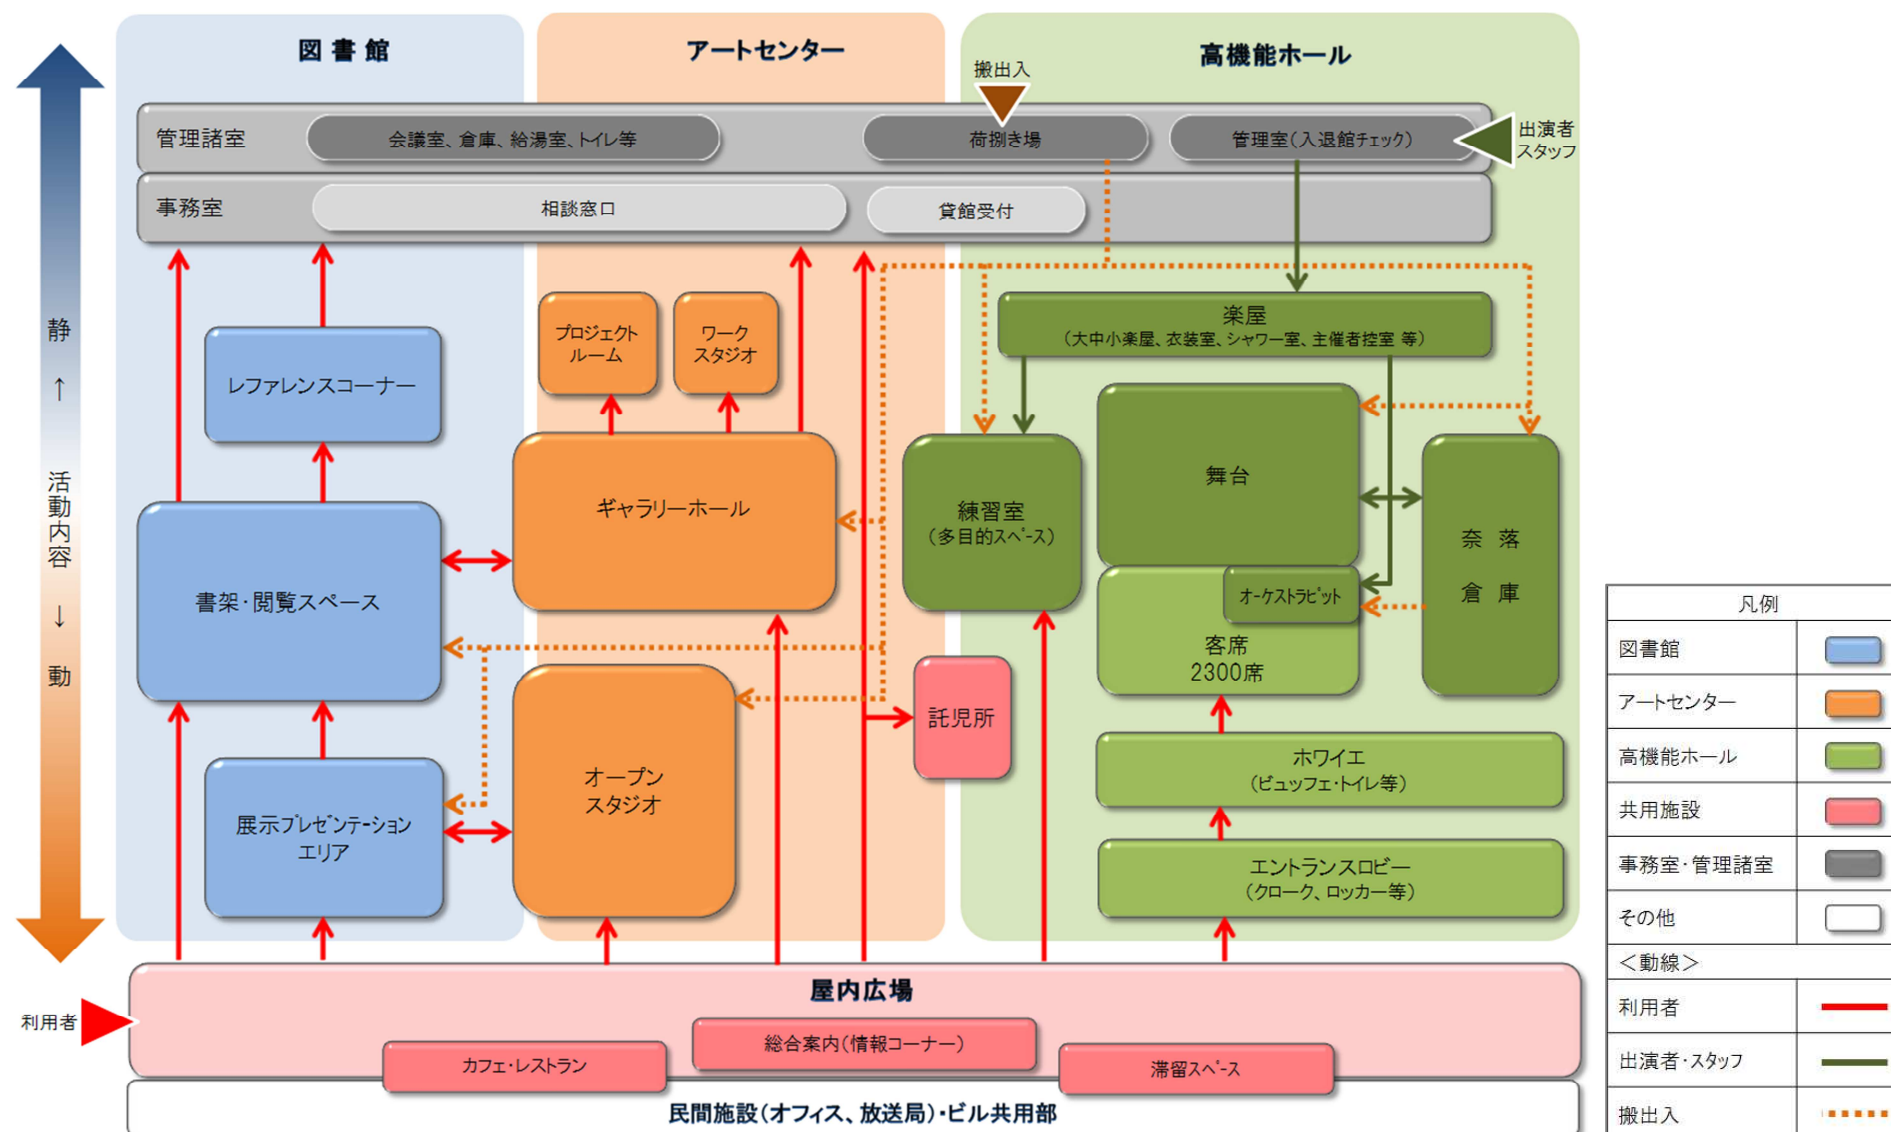 図書館
アートセンター
高機能ホール
搬出入
管理諸室
会議室、倉庫、給湯室、トイレ等
荷捌き場
管理室(入退館チェック)
出演者
スタッフ
事務室
相談窓口
貸館受付
静
↑
活動内容
↓
動
プロジェクト
ルーム
ワーク
スタジオ
楽屋
(大中小楽屋、衣装室、シャワー室、主催者控室 等)
レファレンスコーナー
ギャラリーホール
練習室
(多目的スペース)
舞台
奈落
倉庫
書架・閲覧スペース
オーケストラピット
客席
2300席
託児所
オープン
スタジオ
展示プレゼンテーション
エリア
ホワイエ
(ビュッフェ・トイレ等)
エントランスロビー
(クローク、ロッカー等)
利用者
屋内広場
総合案内(情報コーナー)
カフェ・レストラン
滞留スペース
民間施設(オフィス、放送局)・ビル共用部
凡例
図書館
アートセンター
高機能ホール
共用施設
事務室・管理諸室
その他
<動線>
利用者
出演者・スタッフ
搬出入